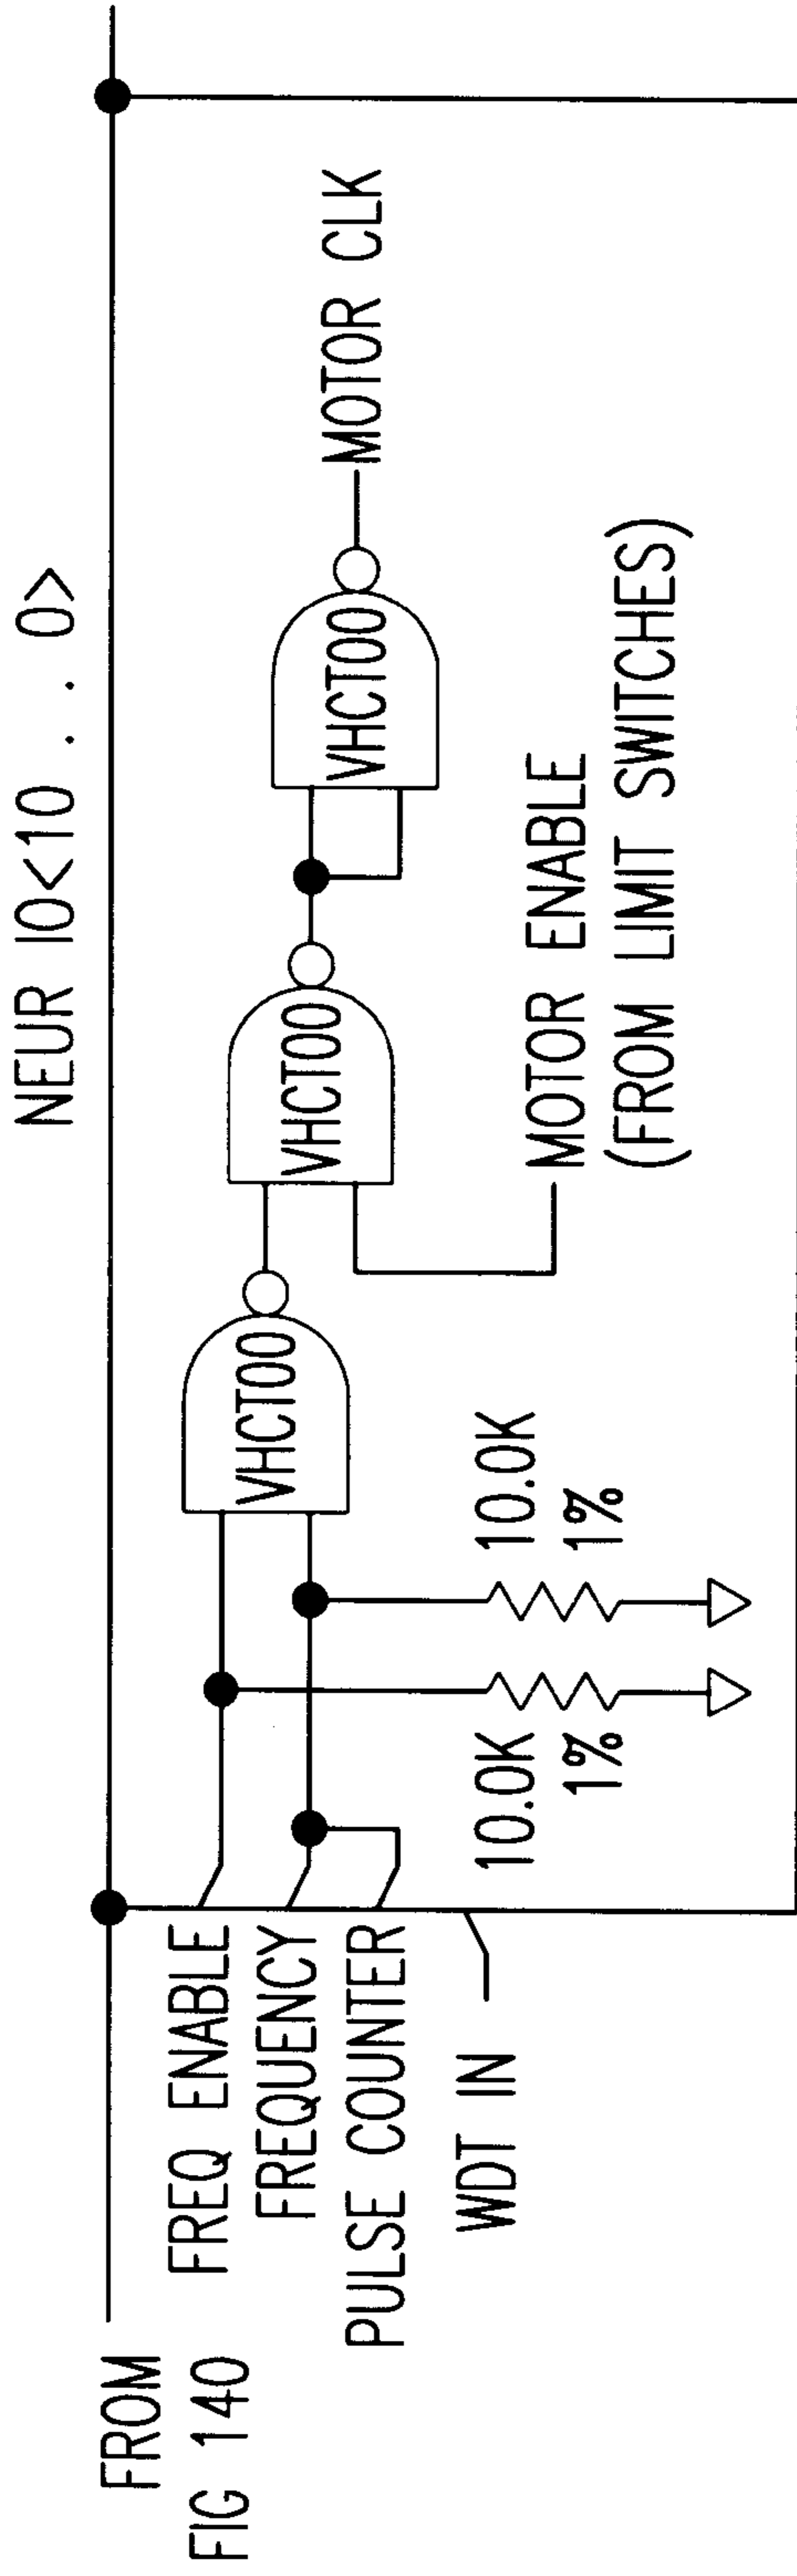 NEUR IO<10 . . 0>
FROM
FIG 140
FREQ ENABLE
FREQUENCY
PULSE COUNTER
WDT IN
10.0K
1%
10.0K
1%
VHCT00
VHCT00
VHCT00
MOTOR CLK
MOTOR ENABLE
(FROM LIMIT SWITCHES)